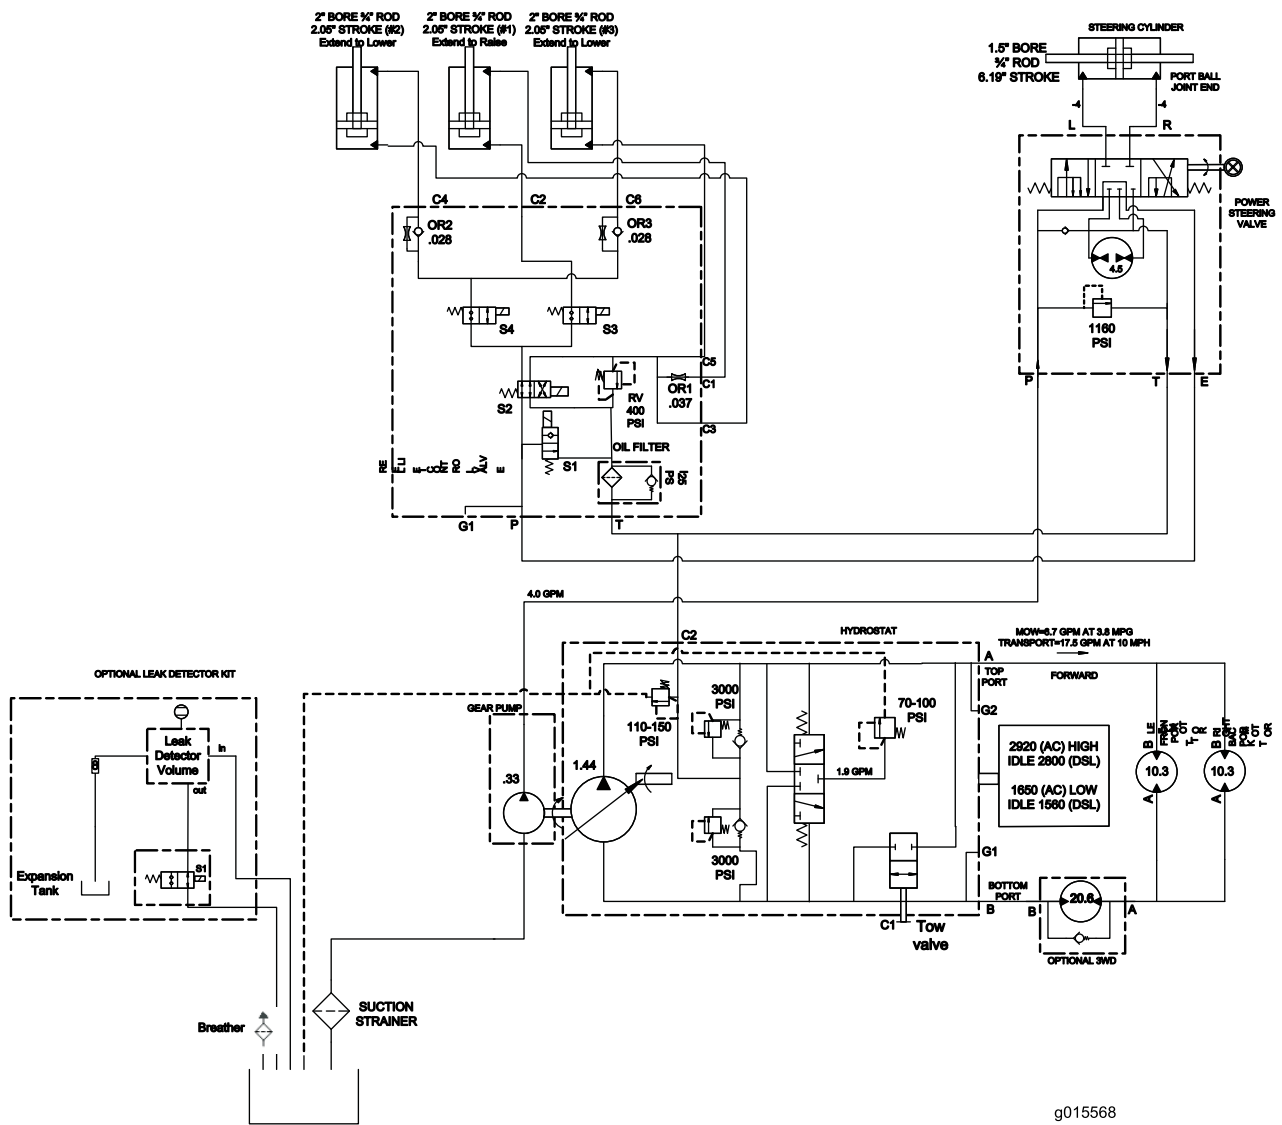 2" BORE ¾" ROD
2.05" STROKE (#2)
Extend to Lower
2" BORE ¾" ROD
2.05" STROKE (#1)
Extend to Raise
2" BORE ¾" ROD
2.05" STROKE (#3)
Extend to Lower
STEERING CYLINDER
1.5" BORE
¾" ROD
6.19" STROKE
PORT BALL
JOINT END
-4
-4
L
R
POWER
STEERING
VALVE
4.5
1160
PSI
P
T
E
C4
C2
C6
OR2
.028
OR3
.028
S4
S3
C5
C1
S2
RV
400
PSI
OR1
.037
C3
S1
OIL FILTER
G1
P
T
4.0 GPM
C2
HYDROSTAT
MOW=6.7 GPM AT 3.8 MPG
TRANSPORT=17.5 GPM AT 10 MPH
A
TOP
PORT
FORWARD
G2
OPTIONAL LEAK DETECTOR KIT
GEAR PUMP
110-150
PSI
3000
PSI
70-100
PSI
Leak
Detector
Volume
in
out
.33
1.44
1.9 GPM
2920 (AC) HIGH
IDLE 2800 (DSL)
1650 (AC) LOW
IDLE 1560 (DSL)
B
B
10.3
10.3
A
A
3000
PSI
G1
S1
Expansion
Tank
BOTTOM
PORT
B
B
20.6
A
C1
Tow
valve
OPTIONAL 3WD
Breather
SUCTION
STRAINER
g015568